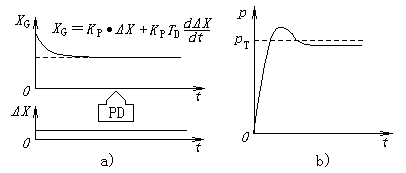 X_G
X_G = K_P • ΔX + K_P T_D dΔX/dt
0
t
PD
ΔX
0
t
a)
p
p_T
0
t
b)